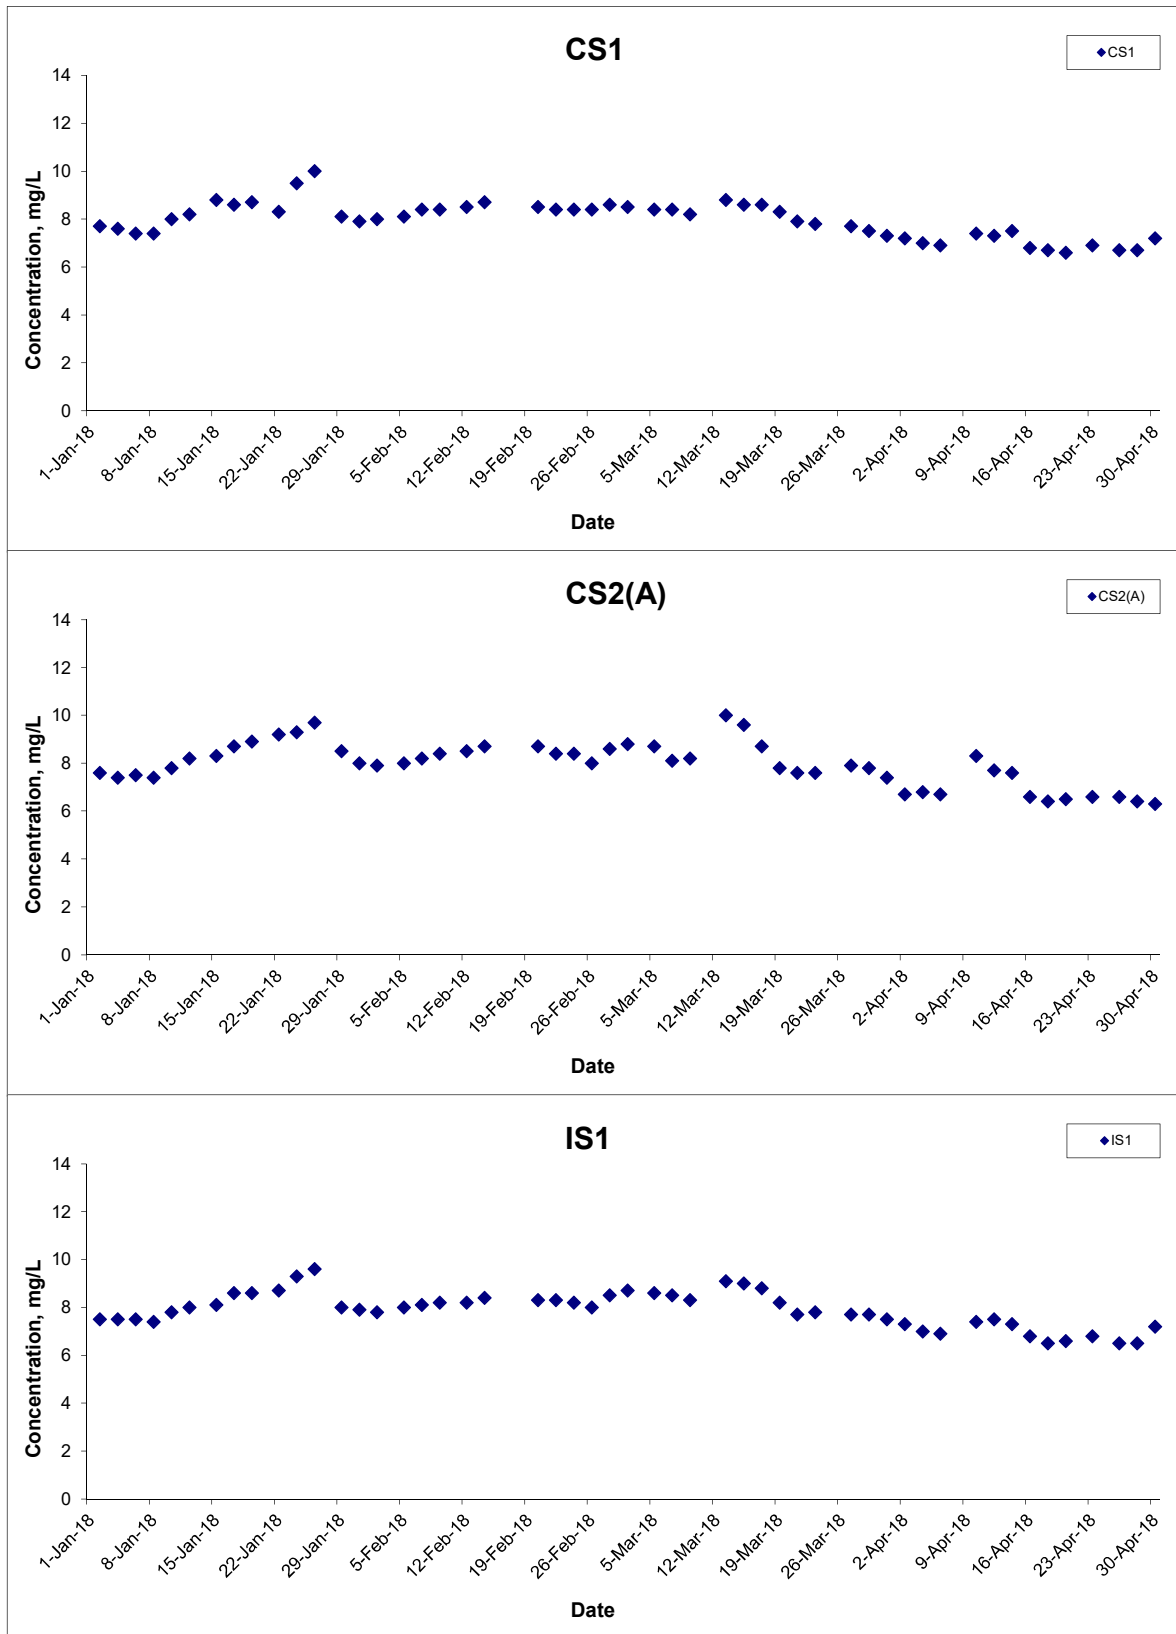 CS1
CS1
14
12
10
8
6
4
2
0
Concentration, mg/L
1-Jan-18
8-Jan-18
15-Jan-18
22-Jan-18
29-Jan-18
5-Feb-18
12-Feb-18
19-Feb-18
26-Feb-18
5-Mar-18
12-Mar-18
19-Mar-18
26-Mar-18
2-Apr-18
9-Apr-18
16-Apr-18
23-Apr-18
30-Apr-18
Date
CS2(A)
CS2(A)
14
12
10
8
6
4
2
0
Concentration, mg/L
1-Jan-18
8-Jan-18
15-Jan-18
22-Jan-18
29-Jan-18
5-Feb-18
12-Feb-18
19-Feb-18
26-Feb-18
5-Mar-18
12-Mar-18
19-Mar-18
26-Mar-18
2-Apr-18
9-Apr-18
16-Apr-18
23-Apr-18
30-Apr-18
Date
IS1
IS1
14
12
10
8
6
4
2
0
Concentration, mg/L
1-Jan-18
8-Jan-18
15-Jan-18
22-Jan-18
29-Jan-18
5-Feb-18
12-Feb-18
19-Feb-18
26-Feb-18
5-Mar-18
12-Mar-18
19-Mar-18
26-Mar-18
2-Apr-18
9-Apr-18
16-Apr-18
23-Apr-18
30-Apr-18
Date